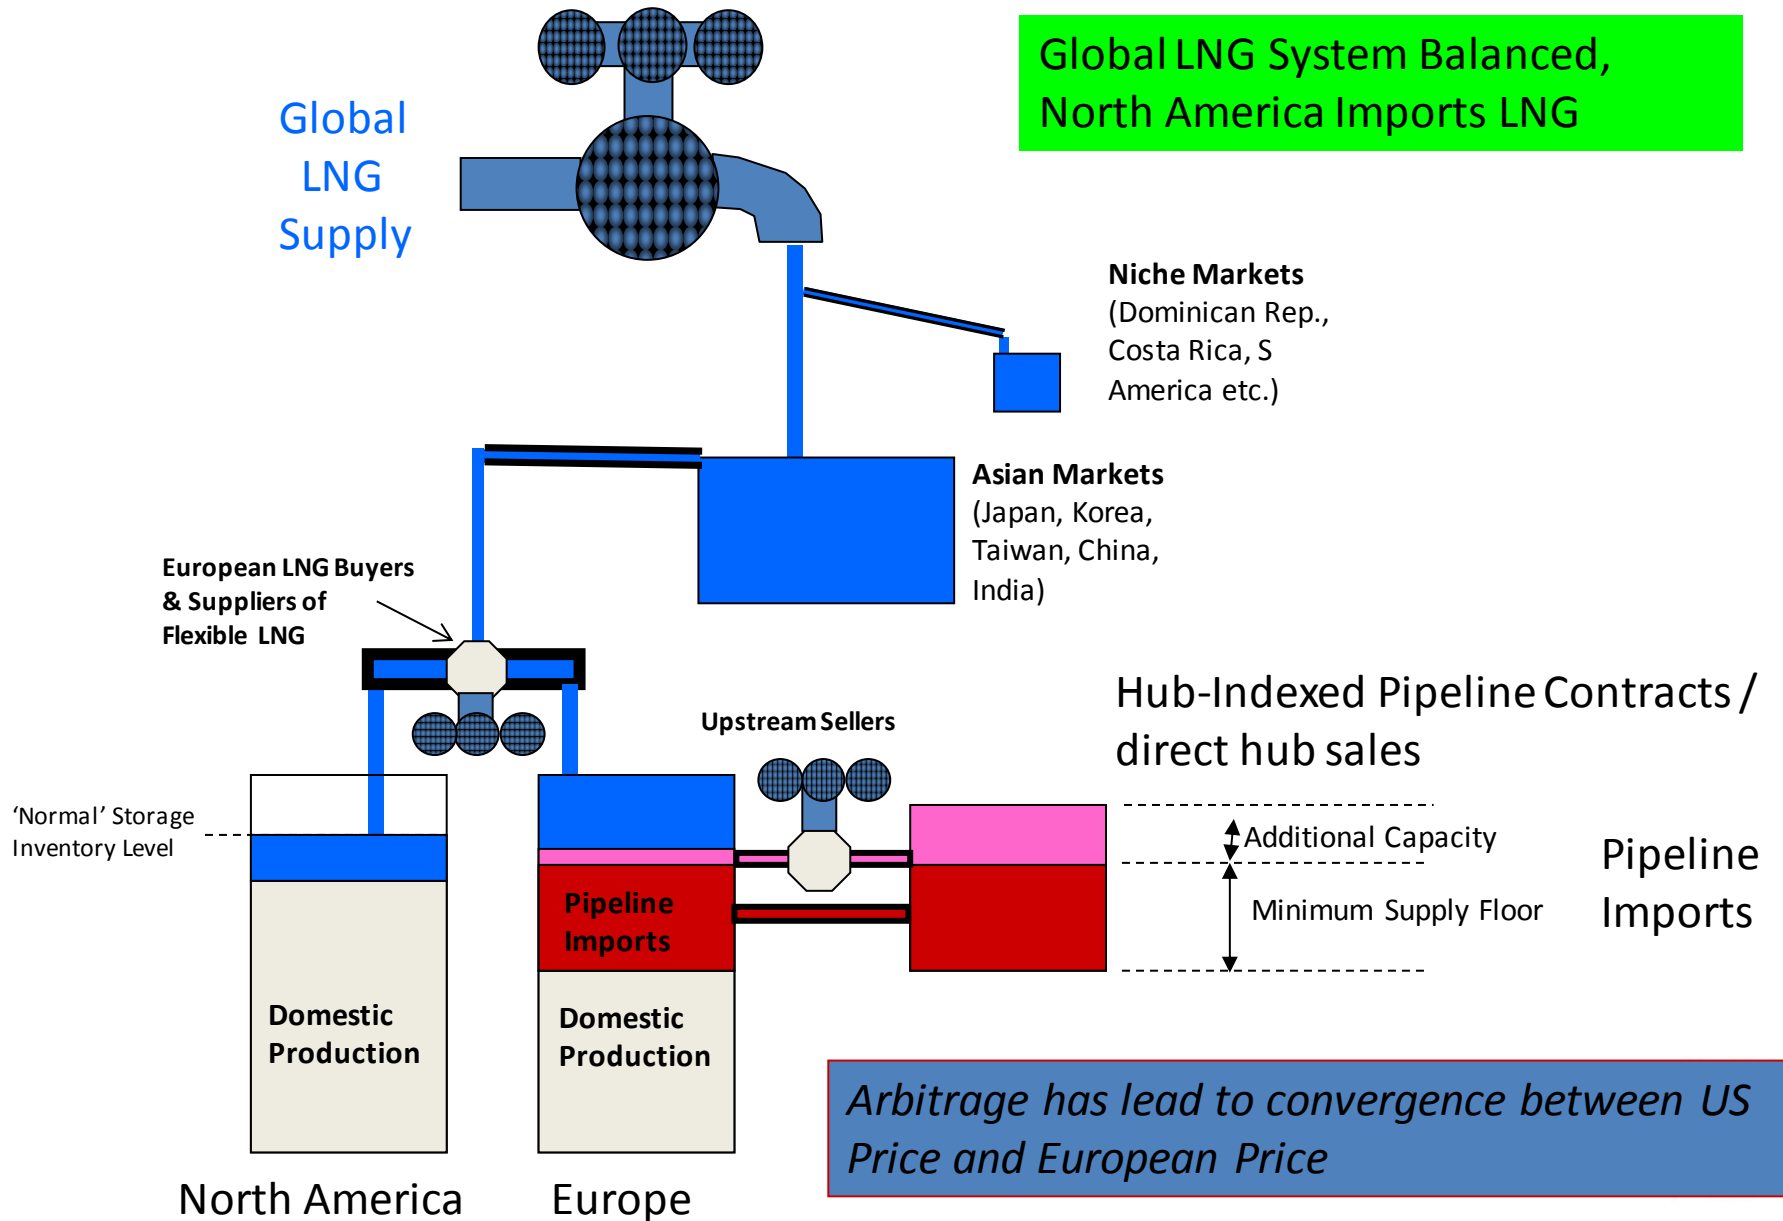 Global LNG System Balanced,
North America Imports LNG
Global
LNG
Supply
Niche Markets
(Dominican Rep.,
Costa Rica, S
America etc.)
Asian Markets
(Japan, Korea,
Taiwan, China,
India)
European LNG Buyers
& Suppliers of
Flexible LNG
Upstream Sellers
Hub-Indexed Pipeline Contracts /
direct hub sales
‘Normal’ Storage
Inventory Level
Additional Capacity
Minimum Supply Floor
Pipeline
Imports
Pipeline
Imports
Domestic
Production
Domestic
Production
Arbitrage has lead to convergence between US
Price and European Price
North America
Europe